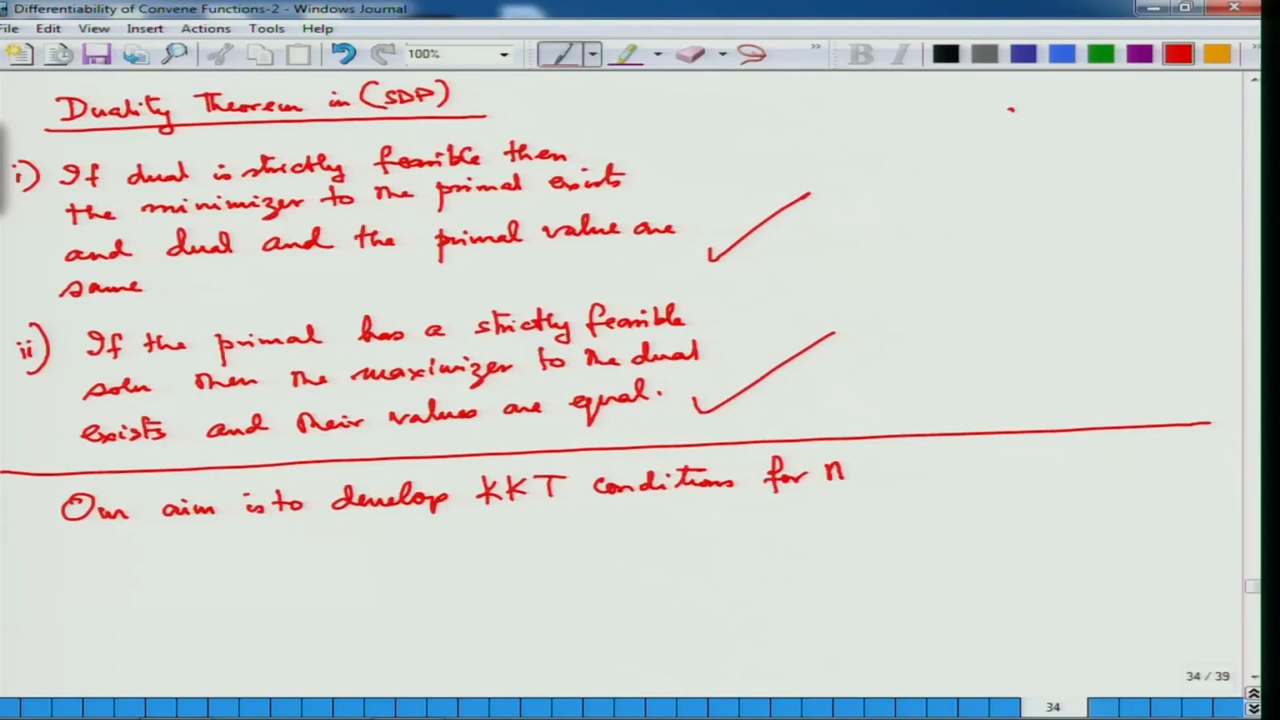 Differentiability of Convene Functions-2 - Windows Journal
File Edit View Insert Actions Tools Help
100%
B I
Duality Theorem in (SDP)
i) If dual is strictly feasible then
the minimizer to the primal exists
and dual and the primal value are
same
ii) If the primal has a strictly feasible
soln then the maximizer to the dual
exists and their values are equal.
Our aim is to develop KKT conditions for n
34 / 39
34